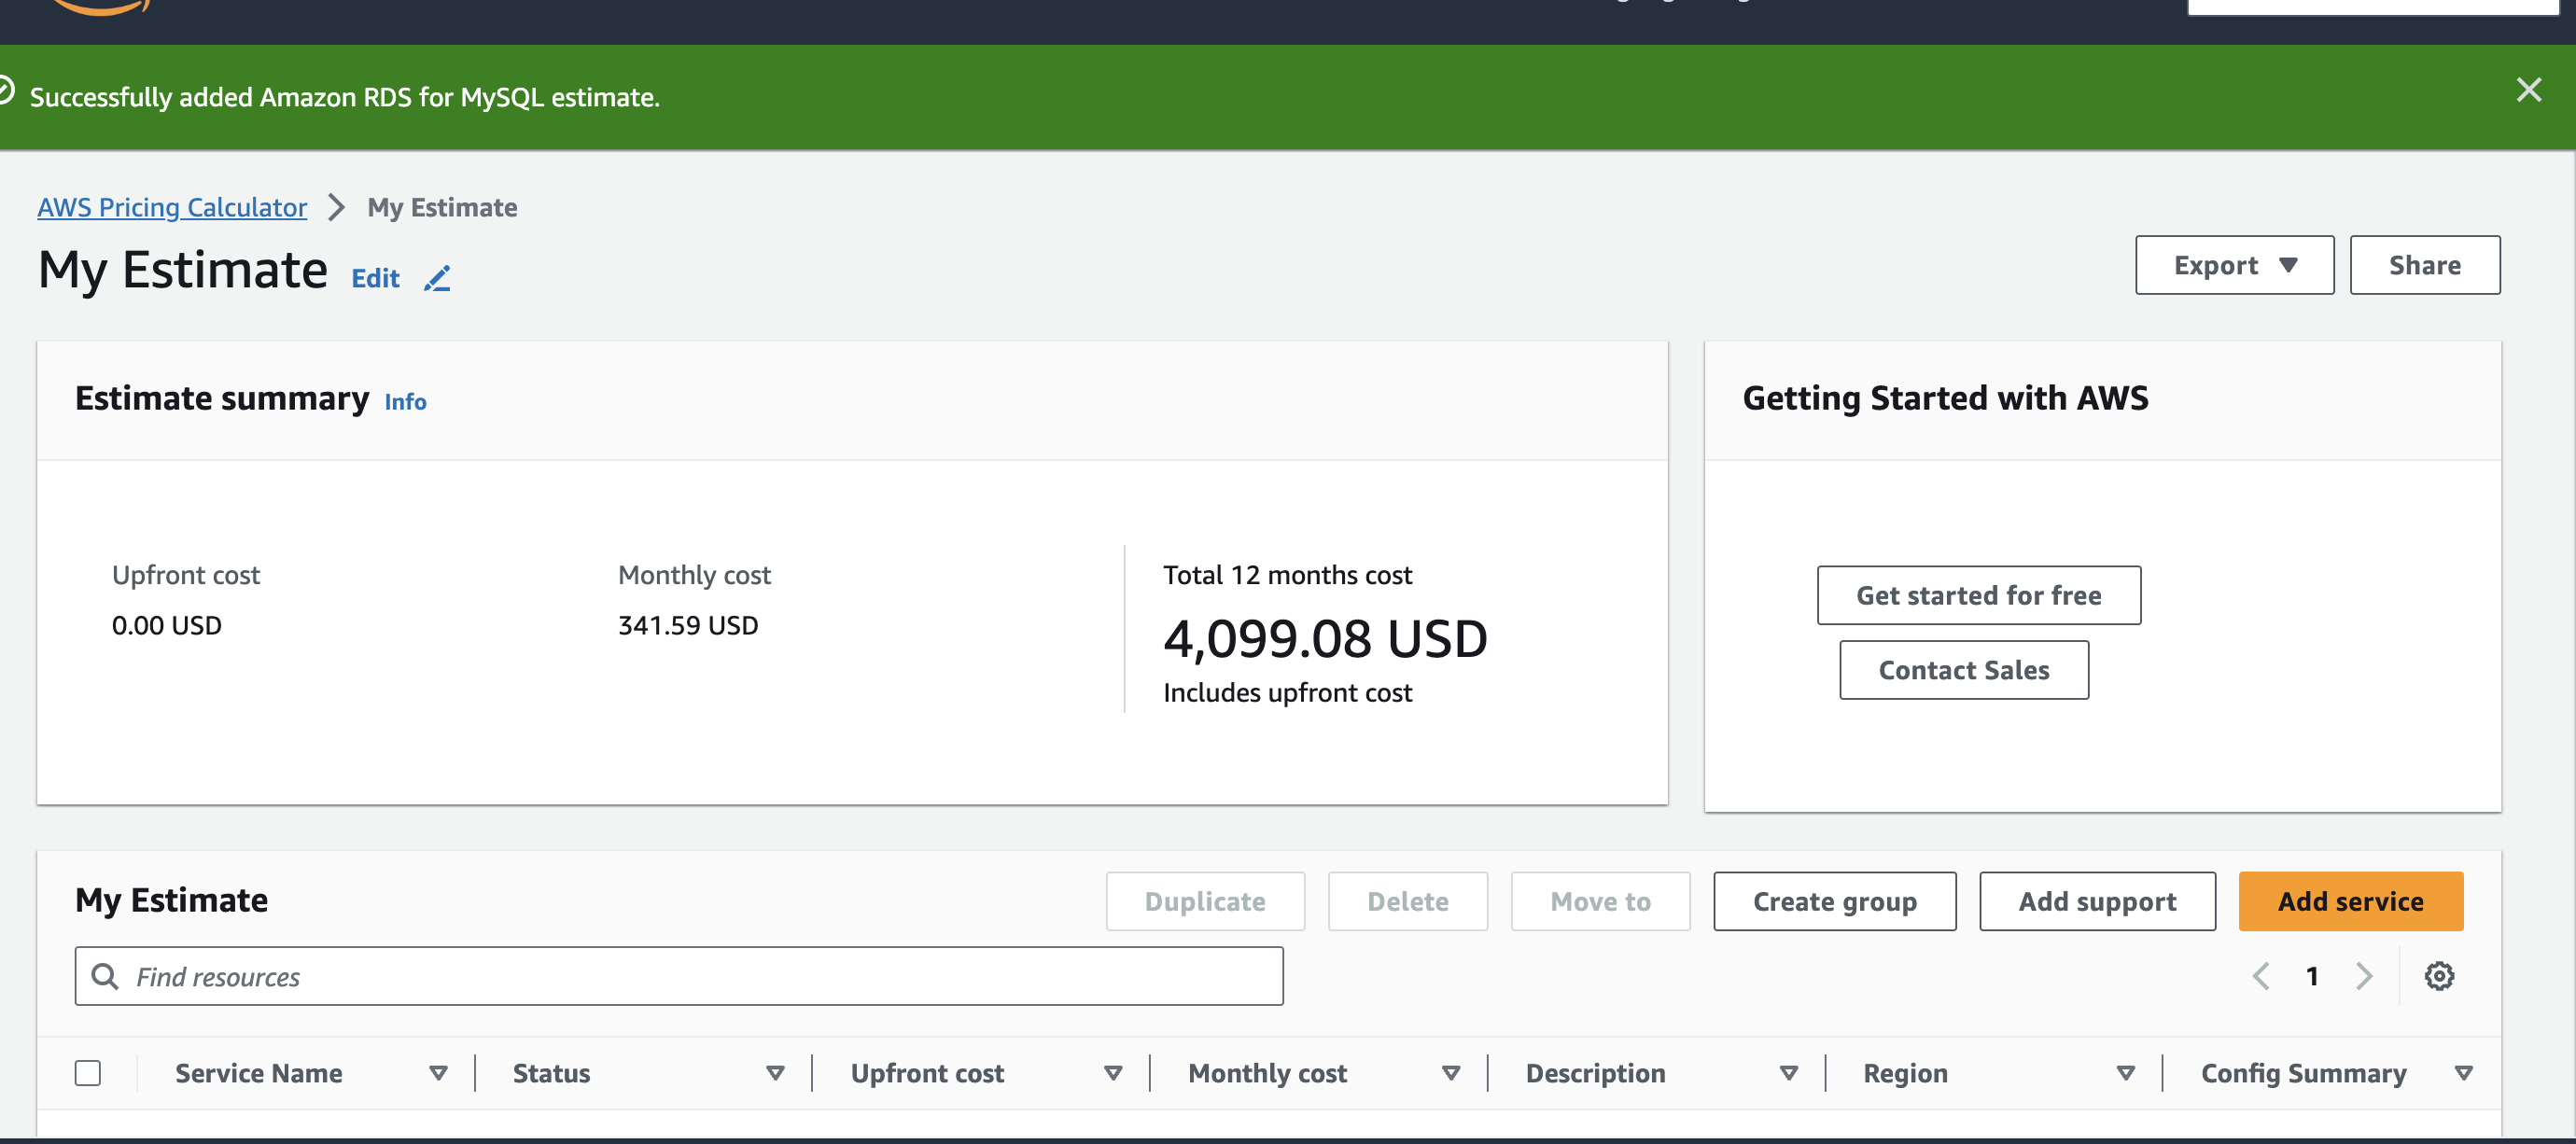 Successfully added Amazon RDS for MySQL estimate.
AWS Pricing Calculator > My Estimate
My Estimate Edit
Export Share
Estimate summary Info
Getting Started with AWS
Upfront cost Monthly cost Total 12 months cost
0.00 USD 341.59 USD 4,099.08 USD
Includes upfront cost
Get started for free
Contact Sales
My Estimate Duplicate Delete Move to Create group Add support Add service
Find resources 1
Service Name Status Upfront cost Monthly cost Description Region Config Summary